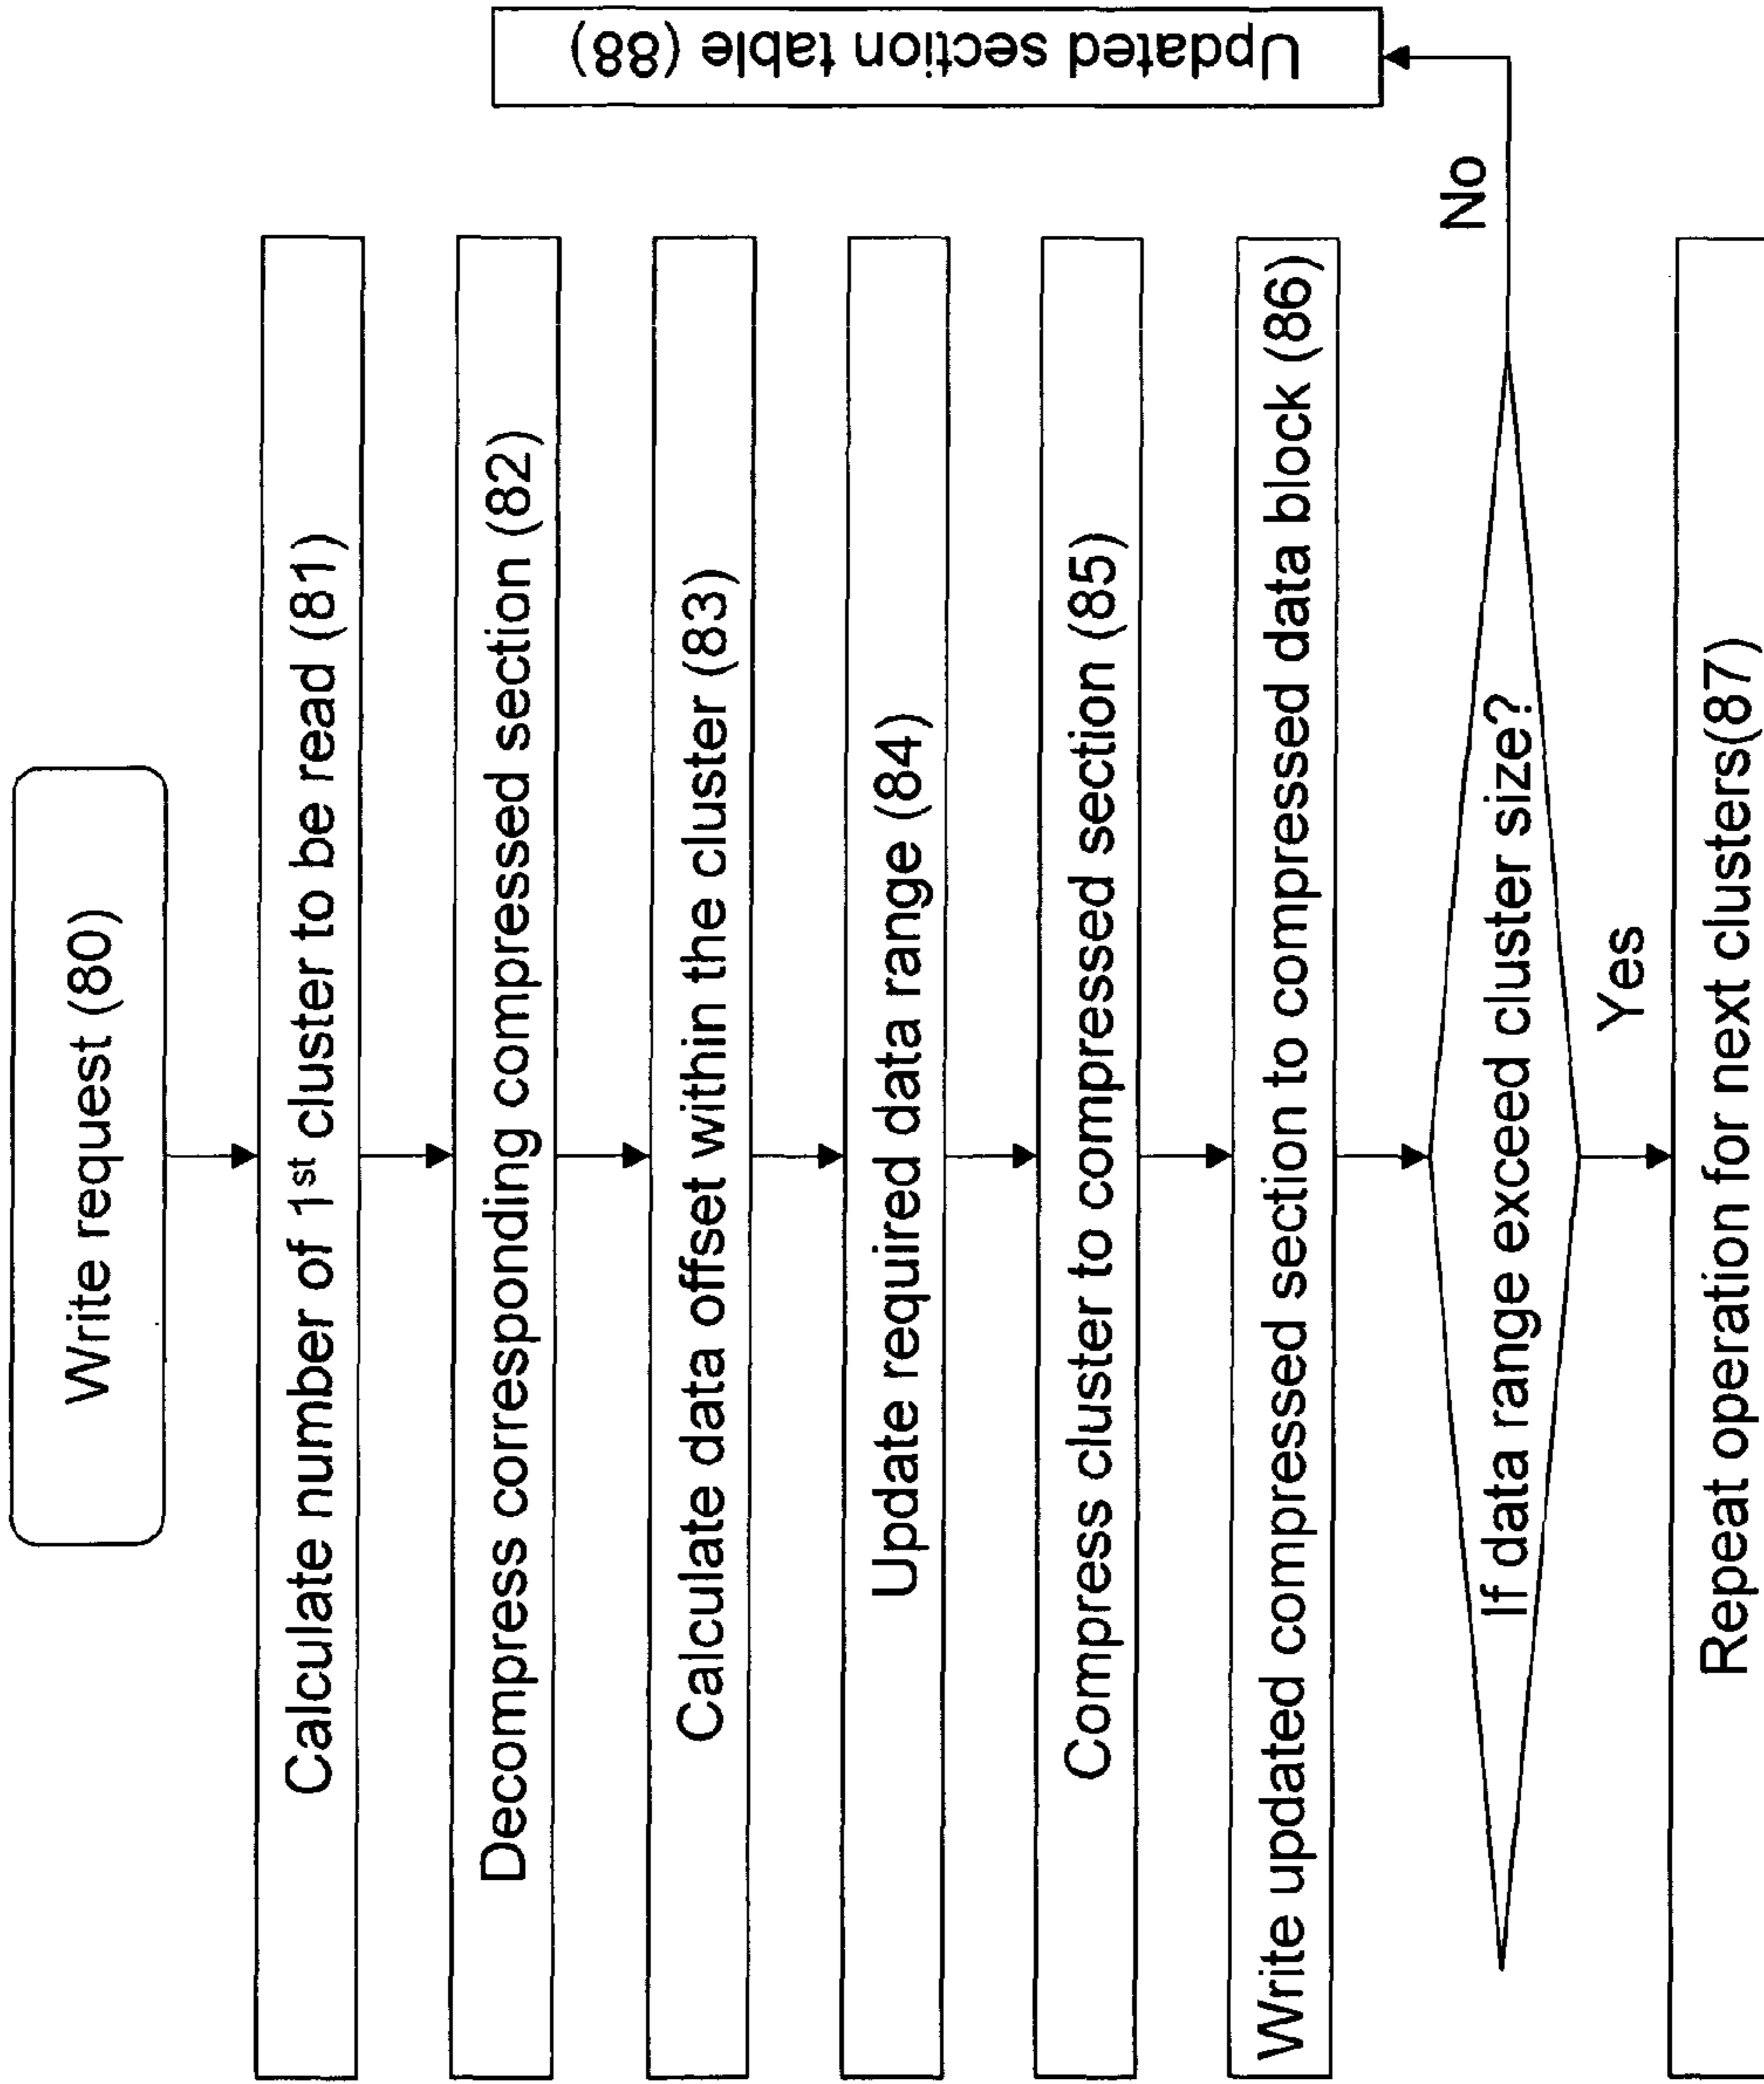 Write request (80)
Calculate number of 1st cluster to be read (81)
Decompress corresponding compressed section (82)
Calculate data offset within the cluster (83)
Update required data range (84)
Compress cluster to compressed section (85)
Write updated compressed section to compressed data block (86)
If data range exceed cluster size?
No
Updated section table (88)
Yes
Repeat operation for next clusters(87)